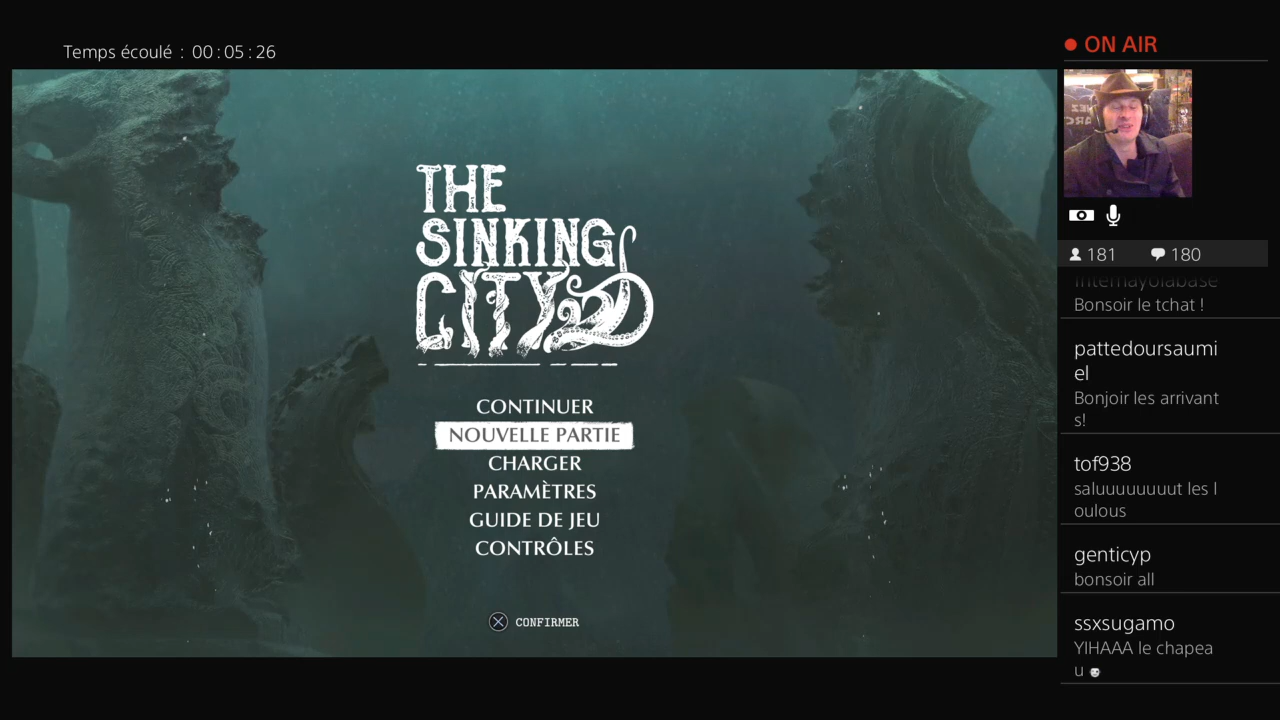 Temps écoulé : 00:05:26
ON AIR
THE
SINKING
CITY
CONTINUER
NOUVELLE PARTIE
CHARGER
PARAMÈTRES
GUIDE DE JEU
CONTRÔLES
CONFIRMER
181 180
Bonsoir le tchat !
pattedoursaumi
el
Bonjoir les arrivant
s!
tof938
saluuuuuuuut les l
oulous
genticyp
bonsoir all
ssxsugamo
YIHAAA le chapea
u